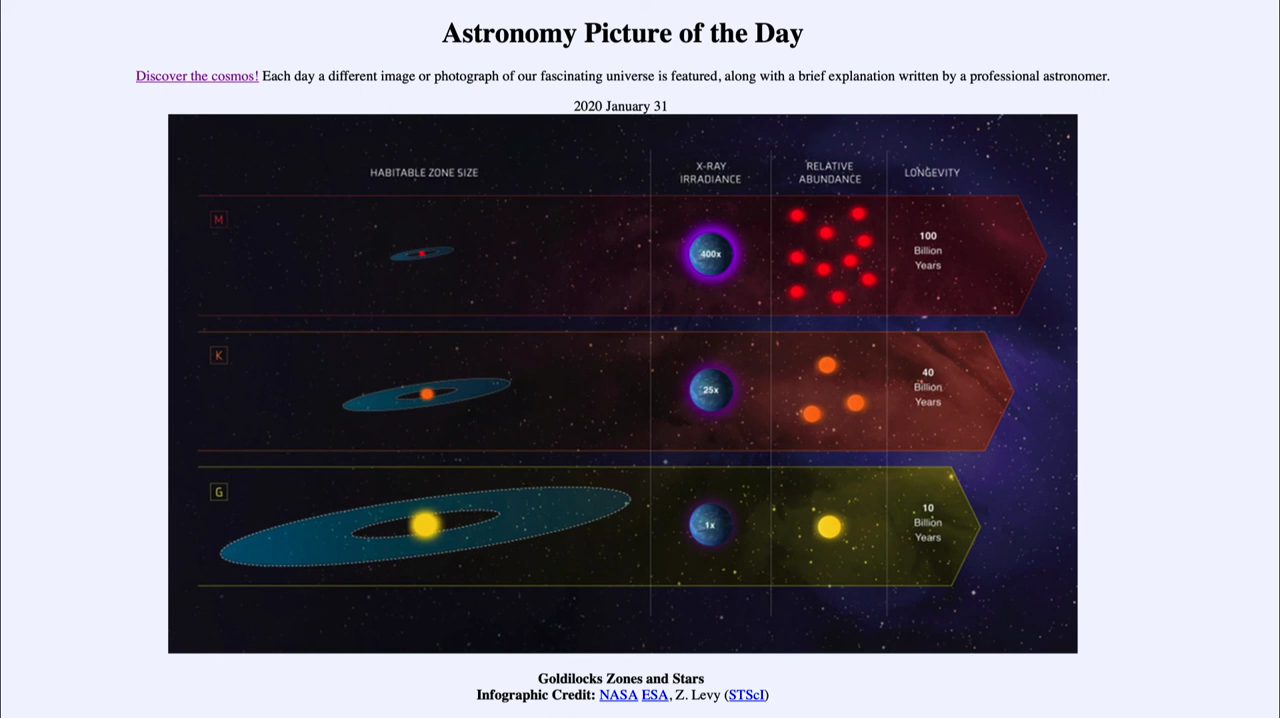 Astronomy Picture of the Day
Discover the cosmos! Each day a different image or photograph of our fascinating universe is featured, along with a brief explanation written by a professional astronomer.
2020 January 31
HABITABLE ZONE SIZE
X-RAY
IRRADIANCE
RELATIVE
ABUNDANCE
LONGEVITY
M
400x
100
Billion
Years
K
25x
40
Billion
Years
G
1x
10
Billion
Years
Goldilocks Zones and Stars
Infographic Credit: NASA ESA, Z. Levy (STScI)